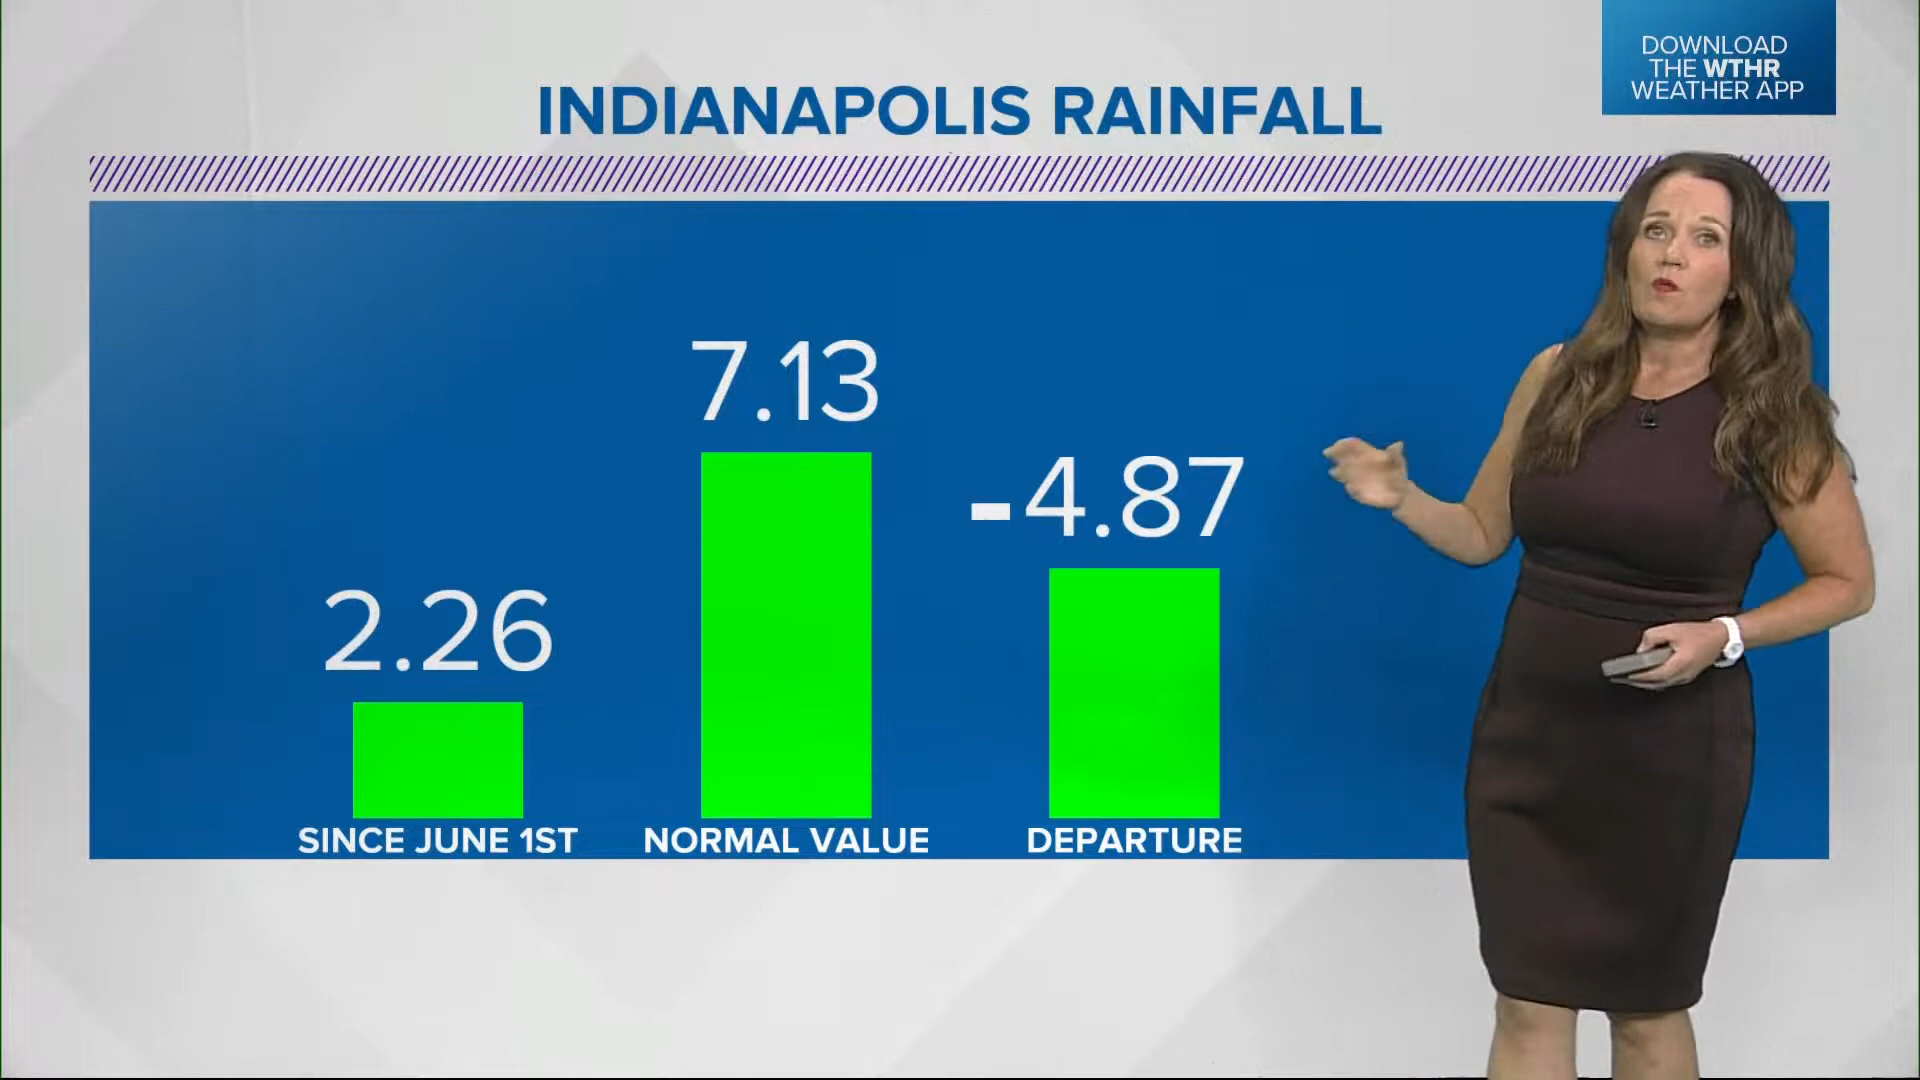 DOWNLOAD
THE WTHR
WEATHER APP
INDIANAPOLIS RAINFALL
2.26
7.13
-4.87
SINCE JUNE 1ST
NORMAL VALUE
DEPARTURE